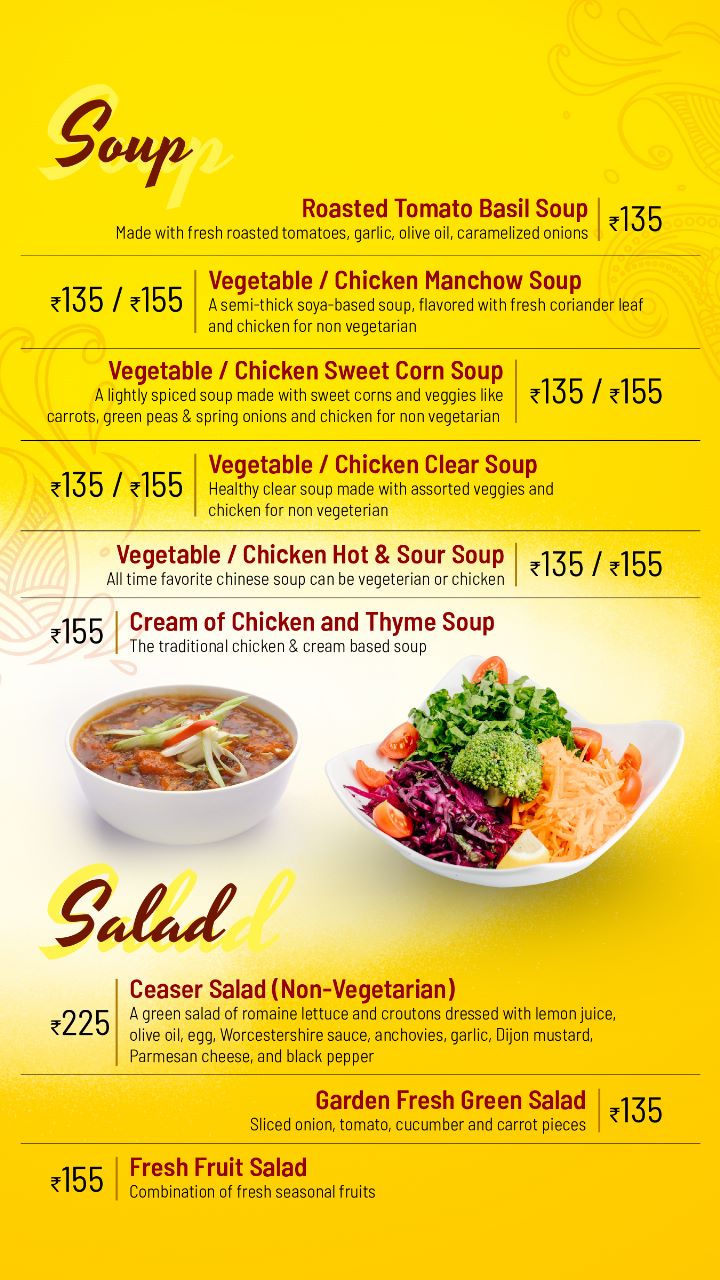 Soup
Roasted Tomato Basil Soup
Made with fresh roasted tomatoes, garlic, olive oil, caramelized onions
₹135
₹135 / ₹155
Vegetable / Chicken Manchow Soup
A semi-thick soya-based soup, flavored with fresh coriander leaf
and chicken for non vegetarian
Vegetable / Chicken Sweet Corn Soup
A lightly spiced soup made with sweet corns and veggies like
carrots, green peas & spring onions and chicken for non vegetarian
₹135 / ₹155
₹135 / ₹155
Vegetable / Chicken Clear Soup
Healthy clear soup made with assorted veggies and
chicken for non vegeterian
Vegetable / Chicken Hot & Sour Soup
All time favorite chinese soup can be vegeterian or chicken
₹135 / ₹155
₹155
Cream of Chicken and Thyme Soup
The traditional chicken & cream based soup
Salad
₹225
Ceaser Salad (Non-Vegetarian)
A green salad of romaine lettuce and croutons dressed with lemon juice,
olive oil, egg, Worcestershire sauce, anchovies, garlic, Dijon mustard,
Parmesan cheese, and black pepper
Garden Fresh Green Salad
Sliced onion, tomato, cucumber and carrot pieces
₹135
₹155
Fresh Fruit Salad
Combination of fresh seasonal fruits